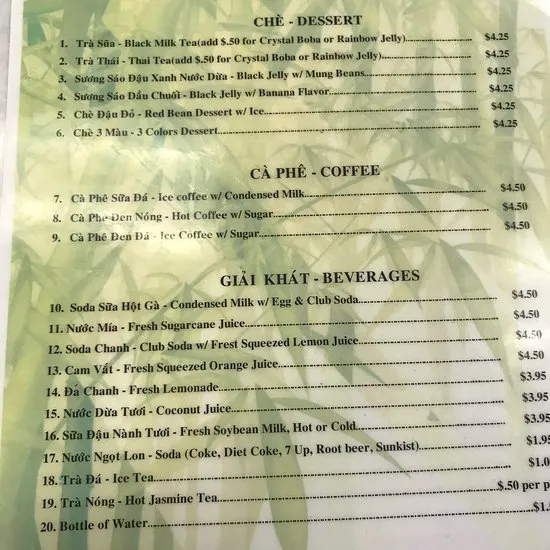 CHÈ - DESSERT
1. Trà Sữa - Black Milk Tea(add $.50 for Crystal Boba or Rainbow Jelly) $4.25
2. Trà Thái - Thai Tea(add $.50 for Crystal Boba or Rainbow Jelly) $4.25
3. Sương Sáo Đậu Xanh Nước Dừa - Black Jelly w/ Mung Beans $4.25
4. Sương Sáo Dầu Chuối - Black Jelly w/ Banana Flavor $4.25
5. Chè Đậu Đỏ - Red Bean Dessert w/ Ice $4.25
6. Chè 3 Màu - 3 Colors Dessert $4.25
CÀ PHÊ - COFFEE
7. Cà Phê Sữa Đá - Ice coffee w/ Condensed Milk $4.50
8. Cà Phê Đen Nóng - Hot Coffee w/ Sugar $4.50
9. Cà Phê Đen Đá - Ice Coffee w/ Sugar $4.50
GIẢI KHÁT - BEVERAGES
10. Soda Sữa Hột Gà - Condensed Milk w/ Egg & Club Soda $4.50
11. Nước Mía - Fresh Sugarcane Juice $4.50
12. Soda Chanh - Club Soda w/ Frest Squeezed Lemon Juice $4.50
13. Cam Vắt - Fresh Squeezed Orange Juice $4.50
14. Đá Chanh - Fresh Lemonade $3.95
15. Nước Dừa Tươi - Coconut Juice $3.95
16. Sữa Đậu Nành Tươi - Fresh Soybean Milk, Hot or Cold $3.95
17. Nước Ngọt Lon - Soda (Coke, Diet Coke, 7 Up, Root beer, Sunkist) $1.95
18. Trà Đá - Ice Tea $1.0
19. Trà Nóng - Hot Jasmine Tea $.50 per p
20. Bottle of Water $1.